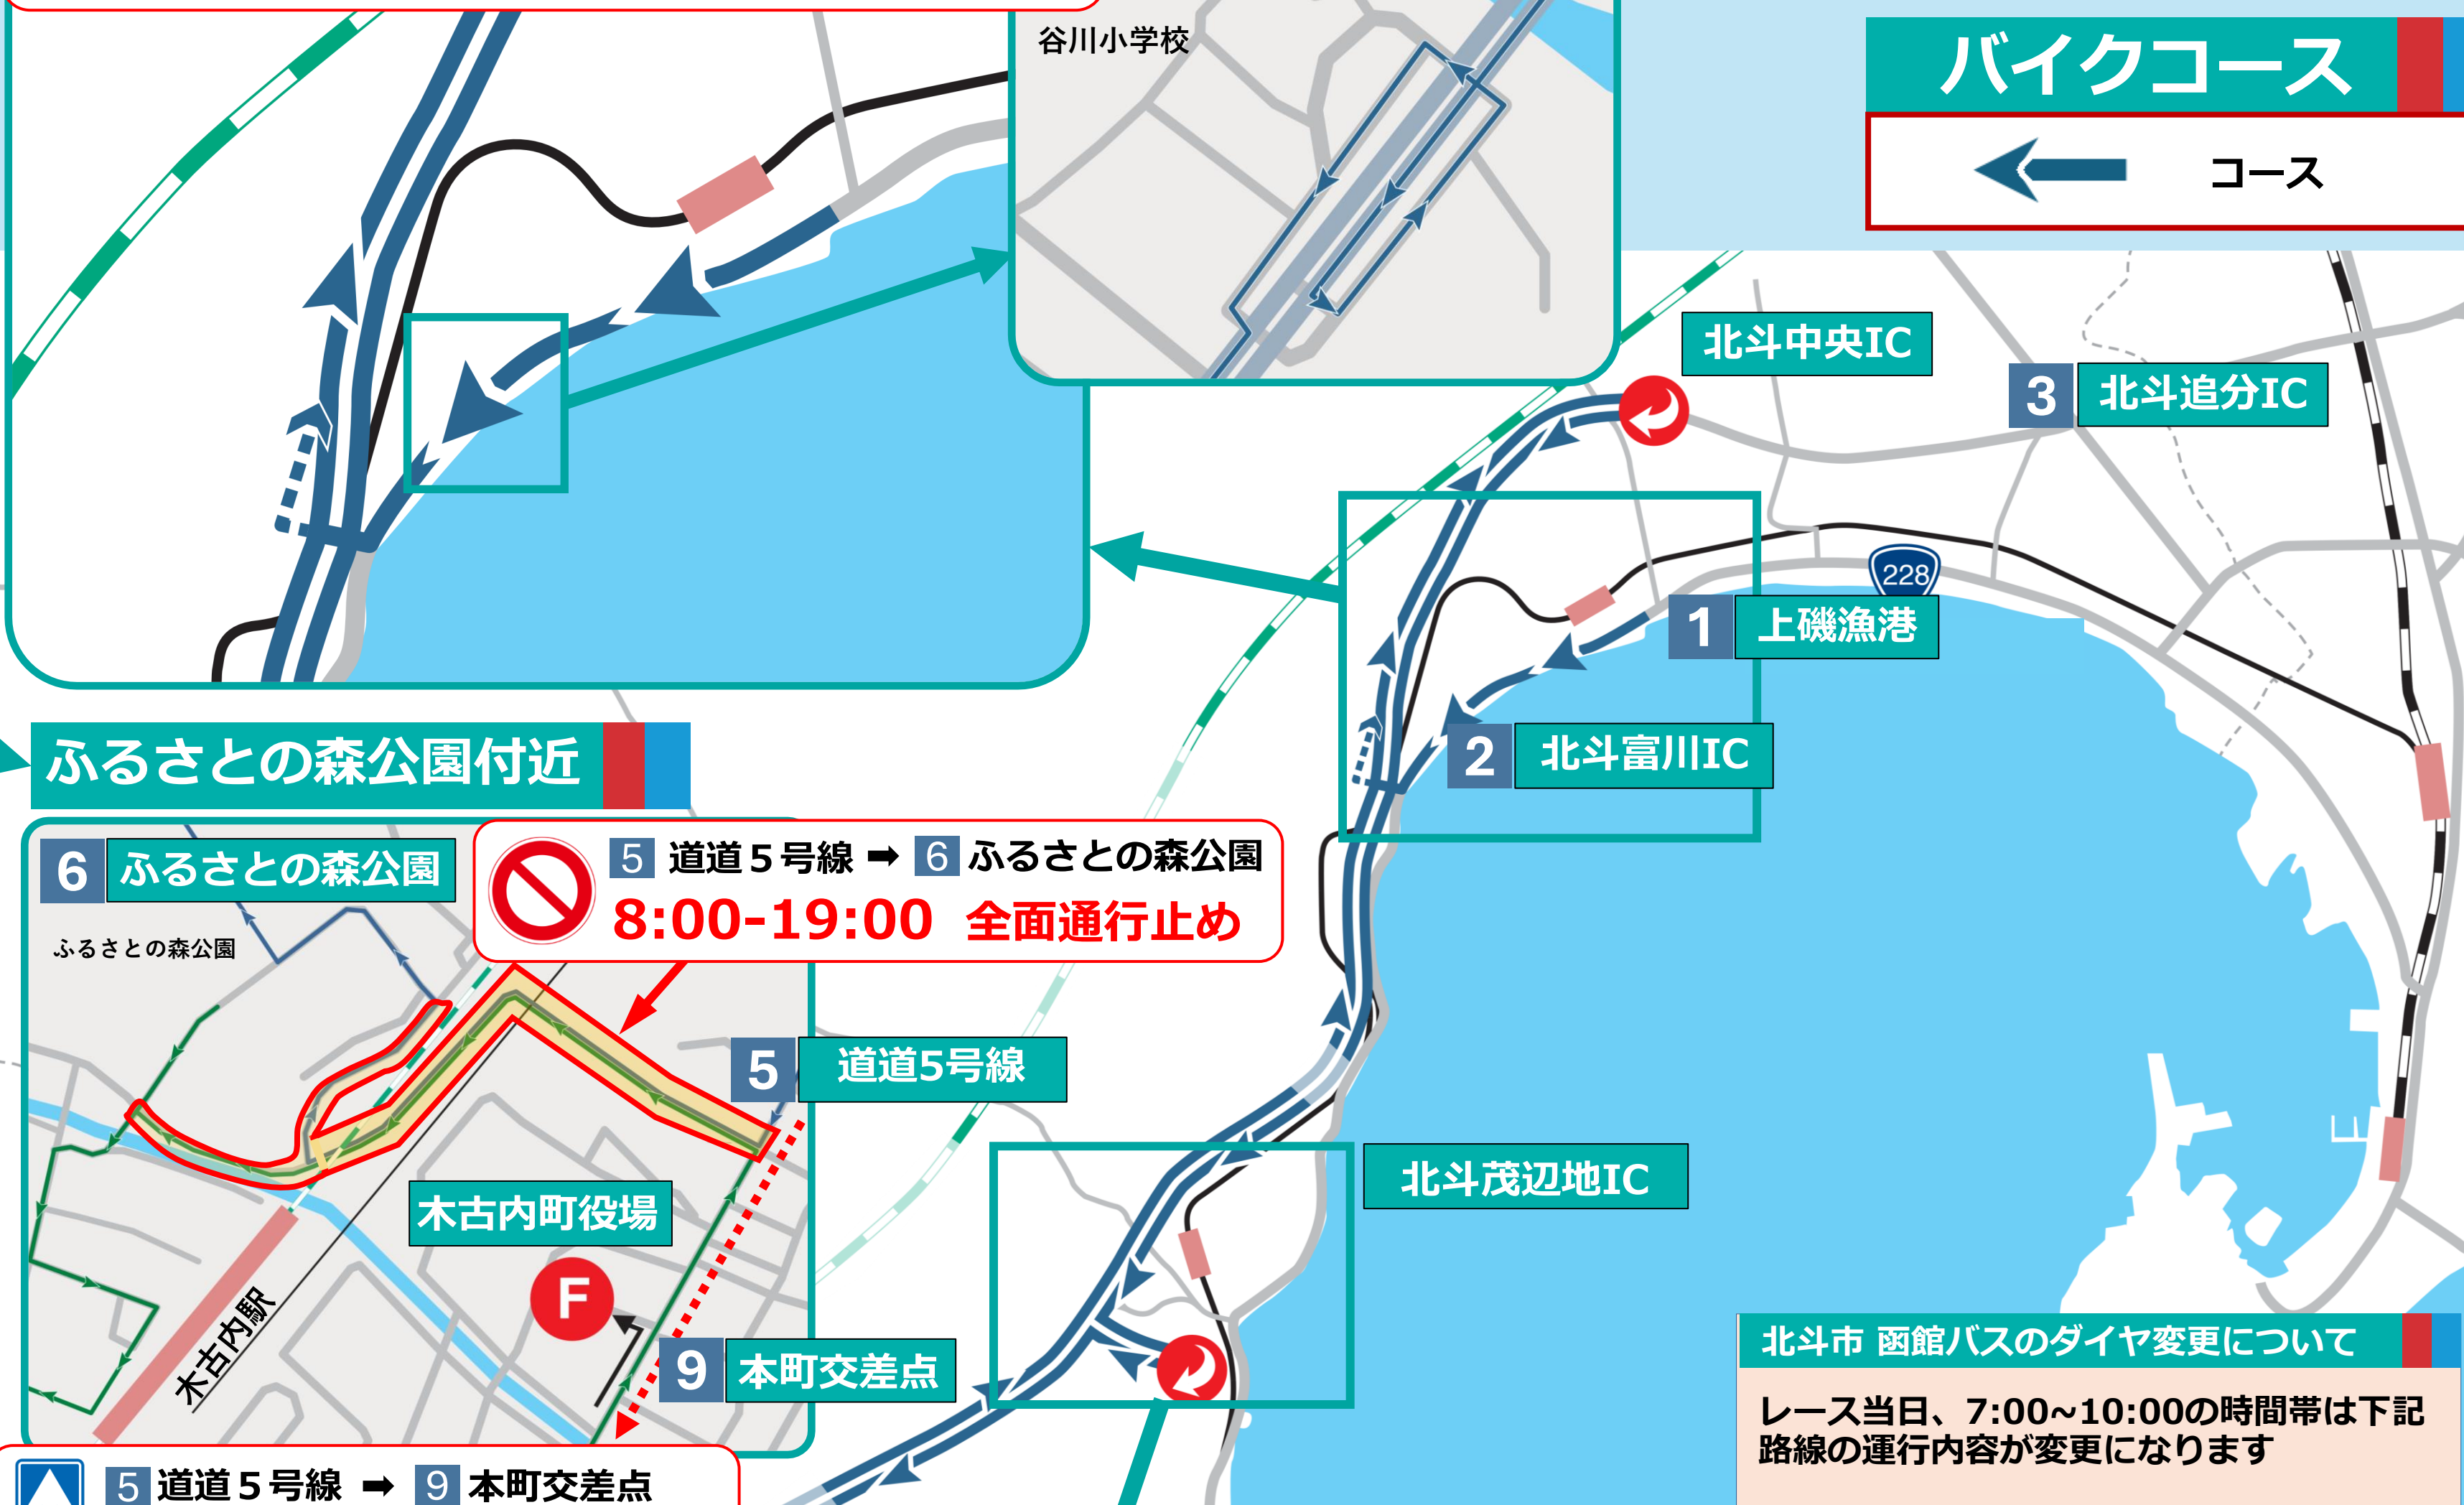 谷川小学校
バイクコース
コース
北斗中央IC
3 北斗追分IC
228
1 上磯漁港
2 北斗富川IC
ふるさとの森公園付近
6 ふるさとの森公園
ふるさとの森公園
5 道道５号線 ➡ 6 ふるさとの森公園
8:00-19:00 全面通行止め
5 道道5号線
北斗茂辺地IC
木古内町役場
F
木古内駅
9 本町交差点
5 道道５号線 ➡ 9 本町交差点
北斗市 函館バスのダイヤ変更について
レース当日、7:00~10:00の時間帯は下記
路線の運行内容が変更になります